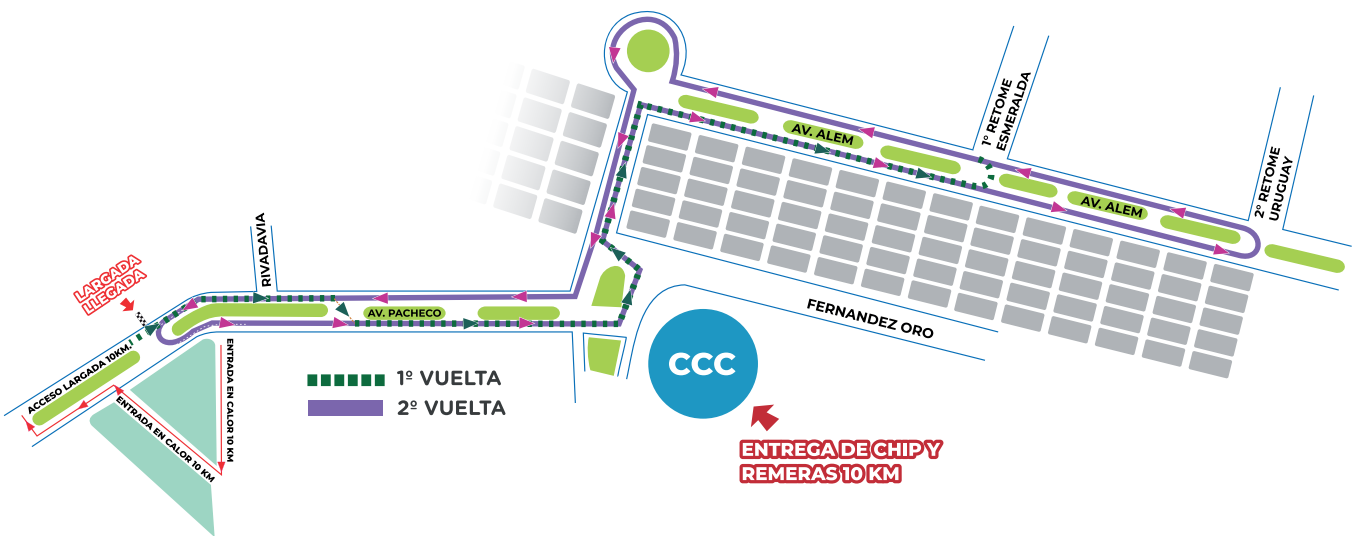 1º RETOME
ESMERALDA
AV. ALEM
2º RETOME
URUGUAY
AV. ALEM
RIVADAVIA
LARGADA
LLEGADA
AV. PACHECO
FERNANDEZ ORO
ACCESO LARGADA 10KM.
ENTRADA EN CALOR 10 KM
ENTRADA EN CALOR 10 KM
CCC
1º VUELTA
2º VUELTA
ENTREGA DE CHIP Y
REMERAS 10 KM